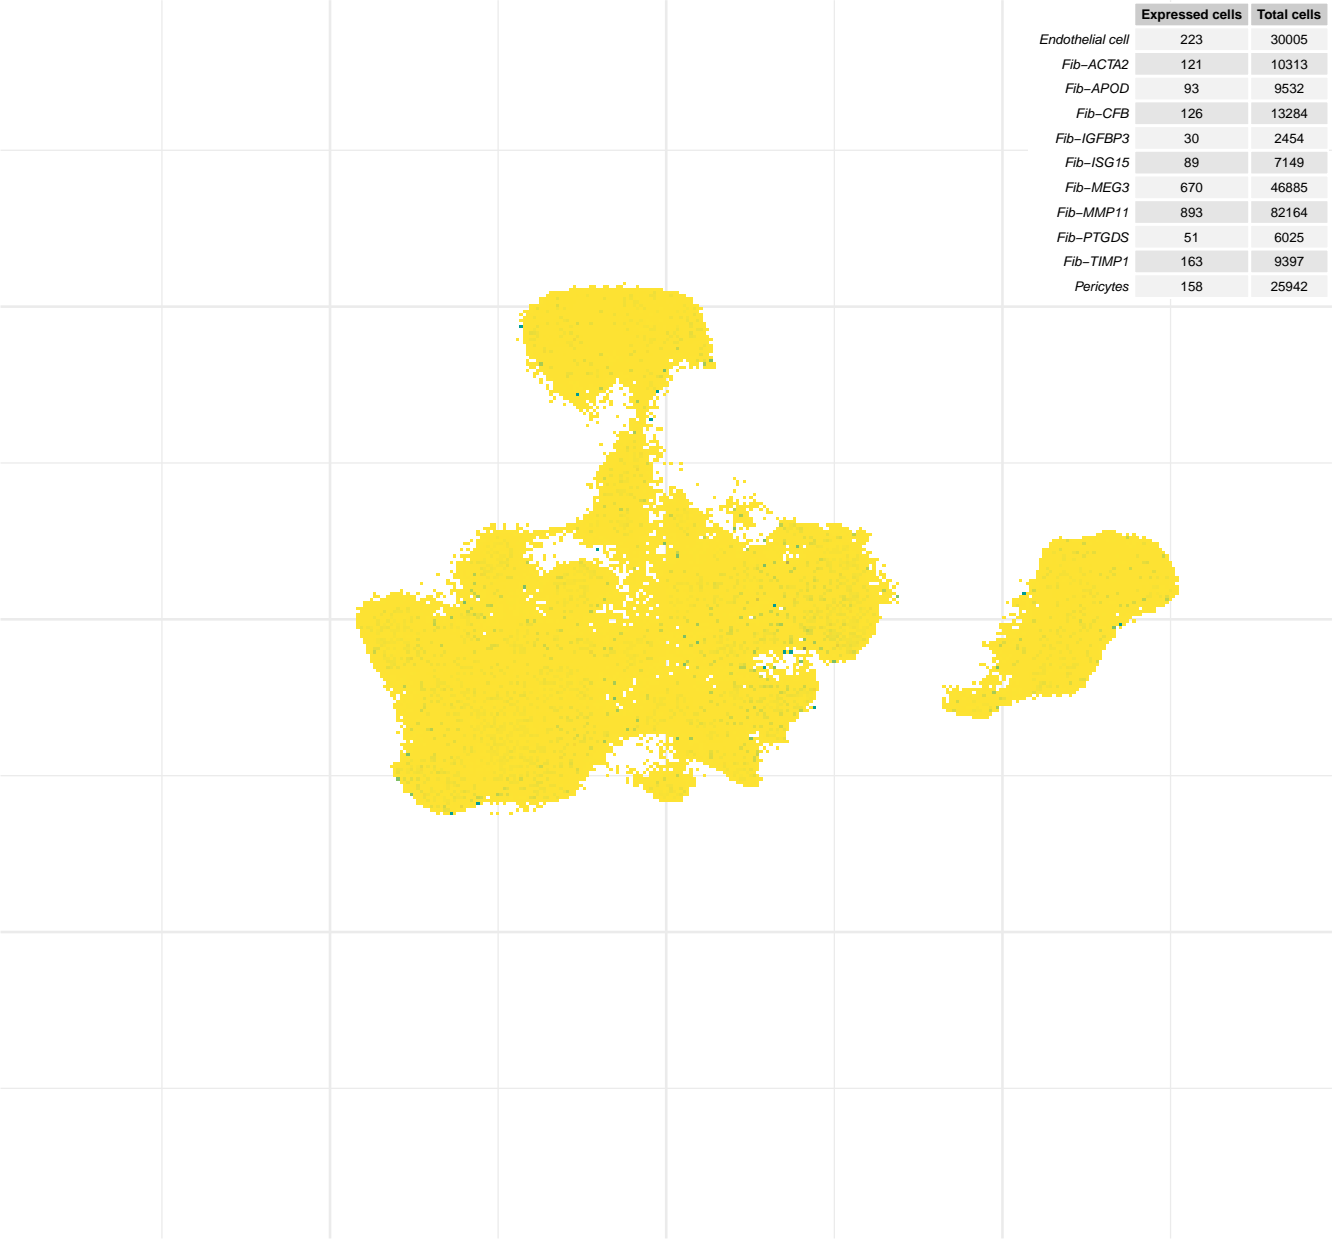 Expressed cells Total cells
Endothelial cell 223 30005
Fib−ACTA2 121 10313
Fib−APOD 93 9532
Fib−CFB 126 13284
Fib−IGFBP3 30 2454
Fib−ISG15 89 7149
Fib−MEG3 670 46885
Fib−MMP11 893 82164
Fib−PTGDS 51 6025
Fib−TIMP1 163 9397
Pericytes 158 25942